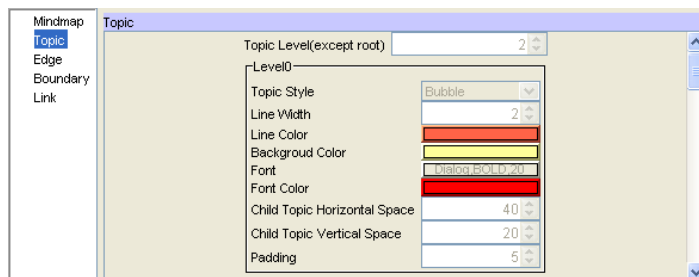 Mindmap
Topic
Edge
Boundary
Link
Topic
Topic Level(except root) 2
Level0
Topic Style Bubble
Line Width 2
Line Color
Backgroud Color
Font Dialog,BOLD,20
Font Color
Child Topic Horizontal Space 40
Child Topic Vertical Space 20
Padding 5